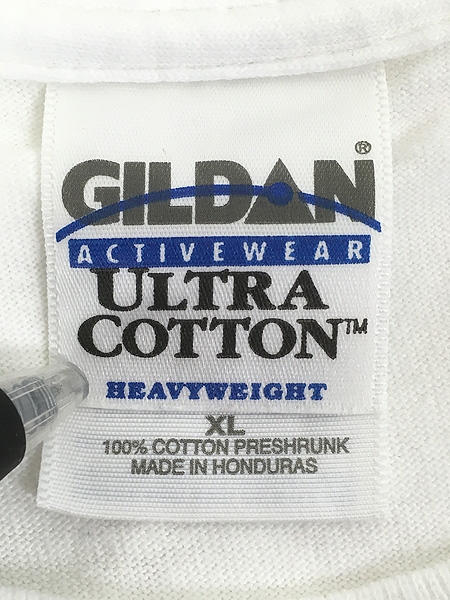 GILDAN®
ACTIVEWEAR
ULTRA
COTTON™
HEAVYWEIGHT
XL
100% COTTON PRESHRUNK
MADE IN HONDURAS